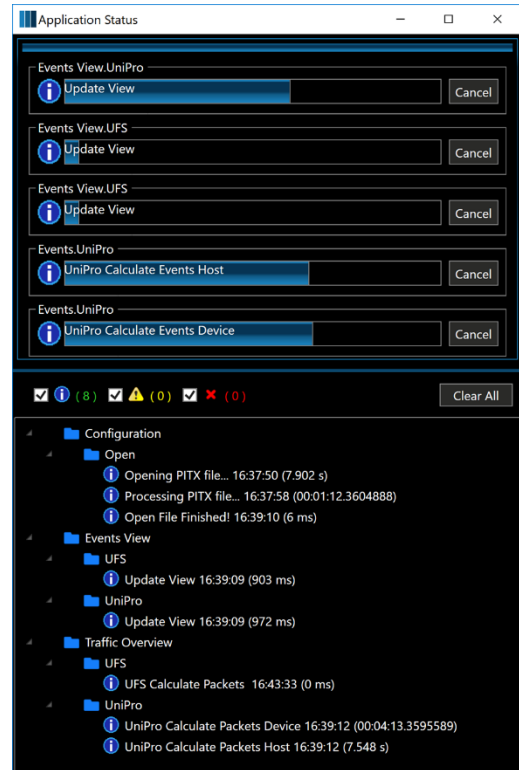 Application Status
Events View.UniPro
Update View
Cancel
Events View.UFS
Update View
Cancel
Events View.UFS
Update View
Cancel
Events.UniPro
UniPro Calculate Events Host
Cancel
Events.UniPro
UniPro Calculate Events Device
Cancel
(8) (0) (0) Clear All
Configuration
Open
Opening PITX file... 16:37:50 (7.902 s)
Processing PITX file... 16:37:58 (00:01:12.3604888)
Open File Finished! 16:39:10 (6 ms)
Events View
UFS
Update View 16:39:09 (903 ms)
UniPro
Update View 16:39:09 (972 ms)
Traffic Overview
UFS
UFS Calculate Packets 16:43:33 (0 ms)
UniPro
UniPro Calculate Packets Device 16:39:12 (00:04:13.3595589)
UniPro Calculate Packets Host 16:39:12 (7.548 s)